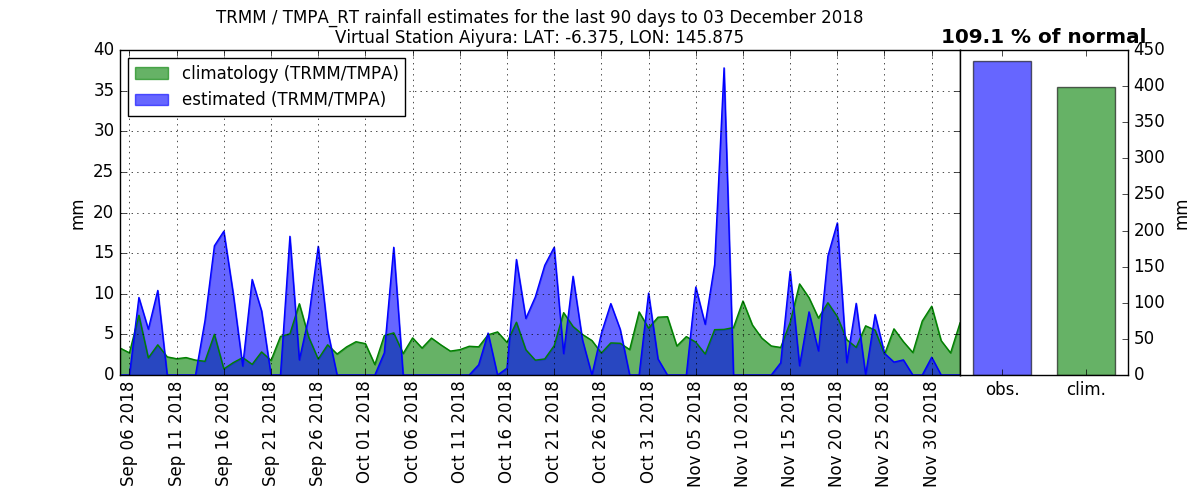 TRMM / TMPA_RT rainfall estimates for the last 90 days to 03 December 2018
Virtual Station Aiyura: LAT: -6.375, LON: 145.875
109.1 % of normal
climatology (TRMM/TMPA)
estimated (TRMM/TMPA)
40
35
30
25
20
15
10
5
0
mm
Sep 06 2018
Sep 11 2018
Sep 16 2018
Sep 21 2018
Sep 26 2018
Oct 01 2018
Oct 06 2018
Oct 11 2018
Oct 16 2018
Oct 21 2018
Oct 26 2018
Oct 31 2018
Nov 05 2018
Nov 10 2018
Nov 15 2018
Nov 20 2018
Nov 25 2018
Nov 30 2018
450
400
350
300
250
200
150
100
50
0
mm
obs.
clim.